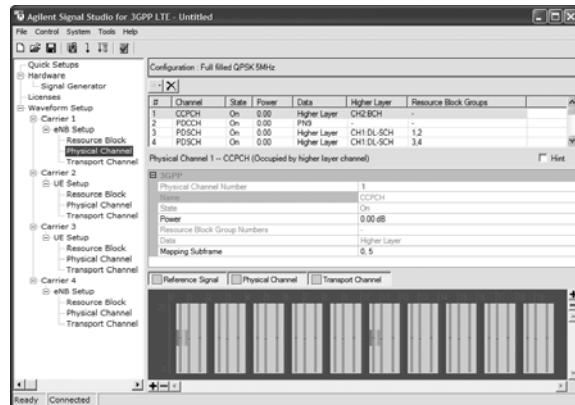 Agilent Signal Studio for 3GPP LTE - Untitled
File Control System Tools Help
Quick Setups
Hardware
Signal Generator
Licenses
Waveform Setup
Carrier 1
eNB Setup
Resource Block
Physical Channel
Transport Channel
Carrier 2
UE Setup
Resource Block
Physical Channel
Transport Channel
Carrier 3
UE Setup
Resource Block
Physical Channel
Transport Channel
Carrier 4
eNB Setup
Resource Block
Physical Channel
Transport Channel
Configuration : Full filled QPSK 5MHz
# Channel State Power Data Higher Layer Resource Block Groups
1 CCPCH On 0.00 Higher Layer CH2:BCH -
2 PDCCH On 0.00 PN9 - -
3 PDSCH On 0.00 Higher Layer CH1:DL-SCH 1,2
4 PDSCH On 0.00 Higher Layer CH1:DL-SCH 3,4
Physical Channel 1 -- CCPCH (Occupied by higher layer channel) Hint
3GPP
Physical Channel Number 1
Name CCPCH
State On
Power 0.00 dB
Resource Block Group Numbers -
Data Higher Layer
Mapping Subframe 0, 5
Reference Signal Physical Channel Transport Channel
Ready Connected